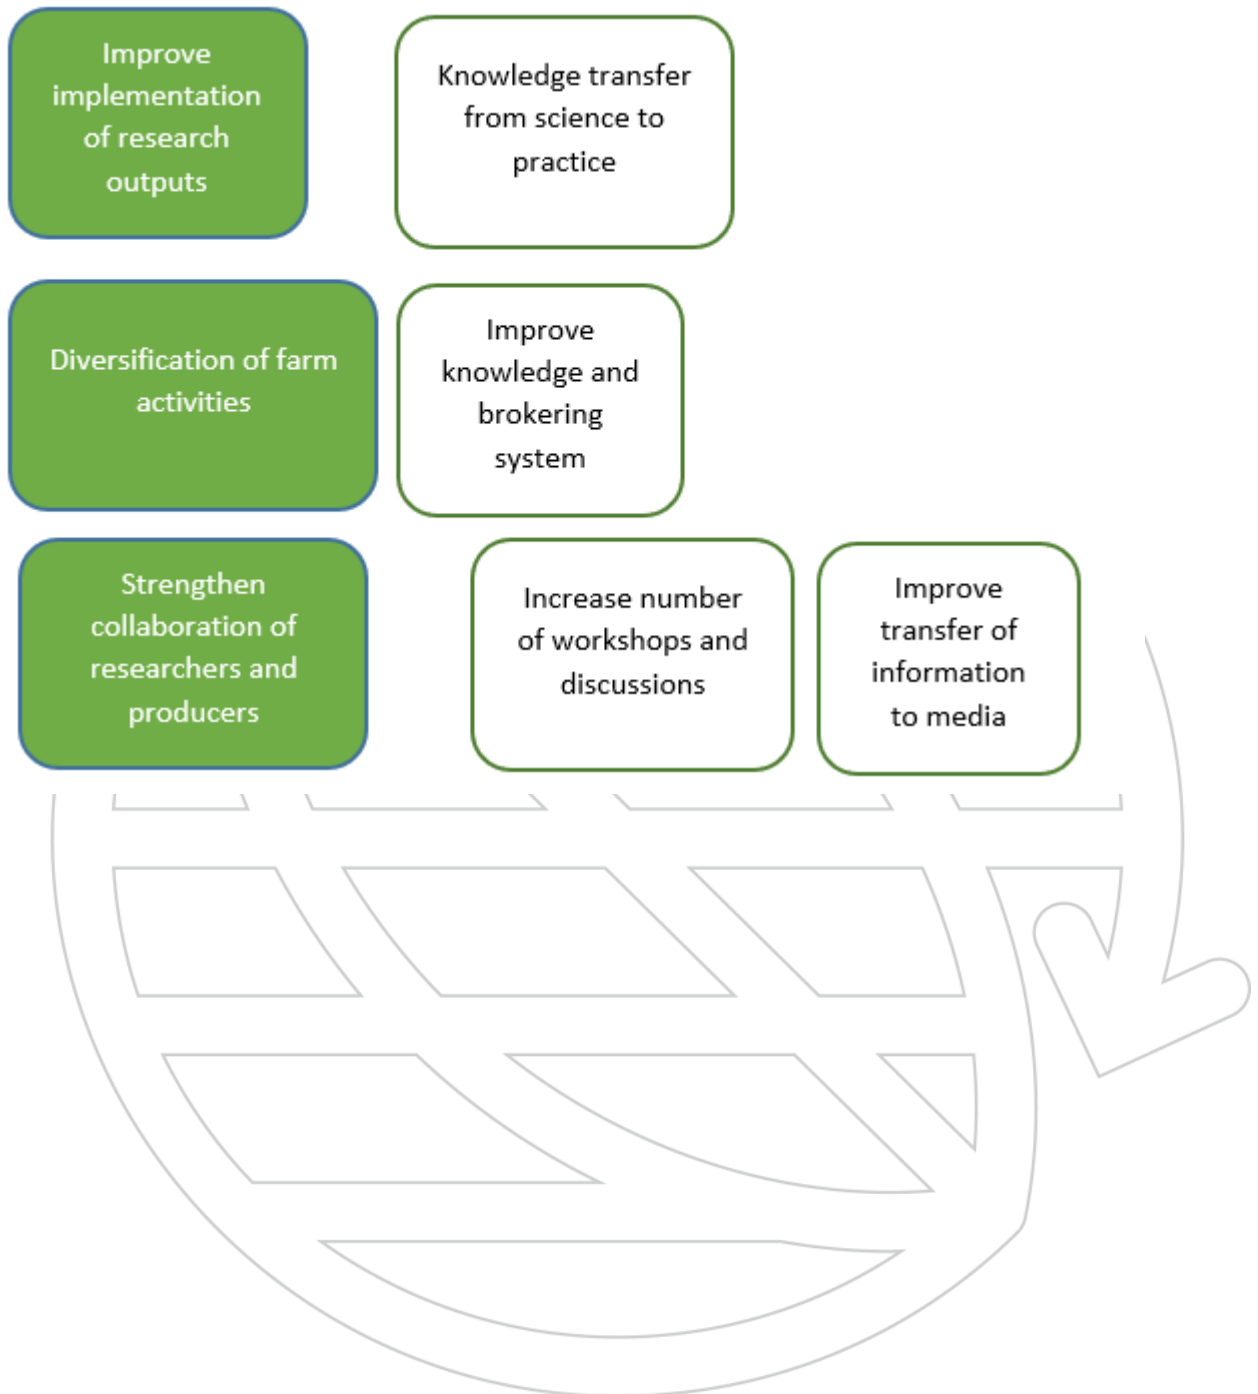 Improve
implementation
of research
outputs
Knowledge transfer
from science to
practice
Diversification of farm
activities
Improve
knowledge and
brokering
system
Strengthen
collaboration of
researchers and
producers
Increase number
of workshops and
discussions
Improve
transfer of
information
to media